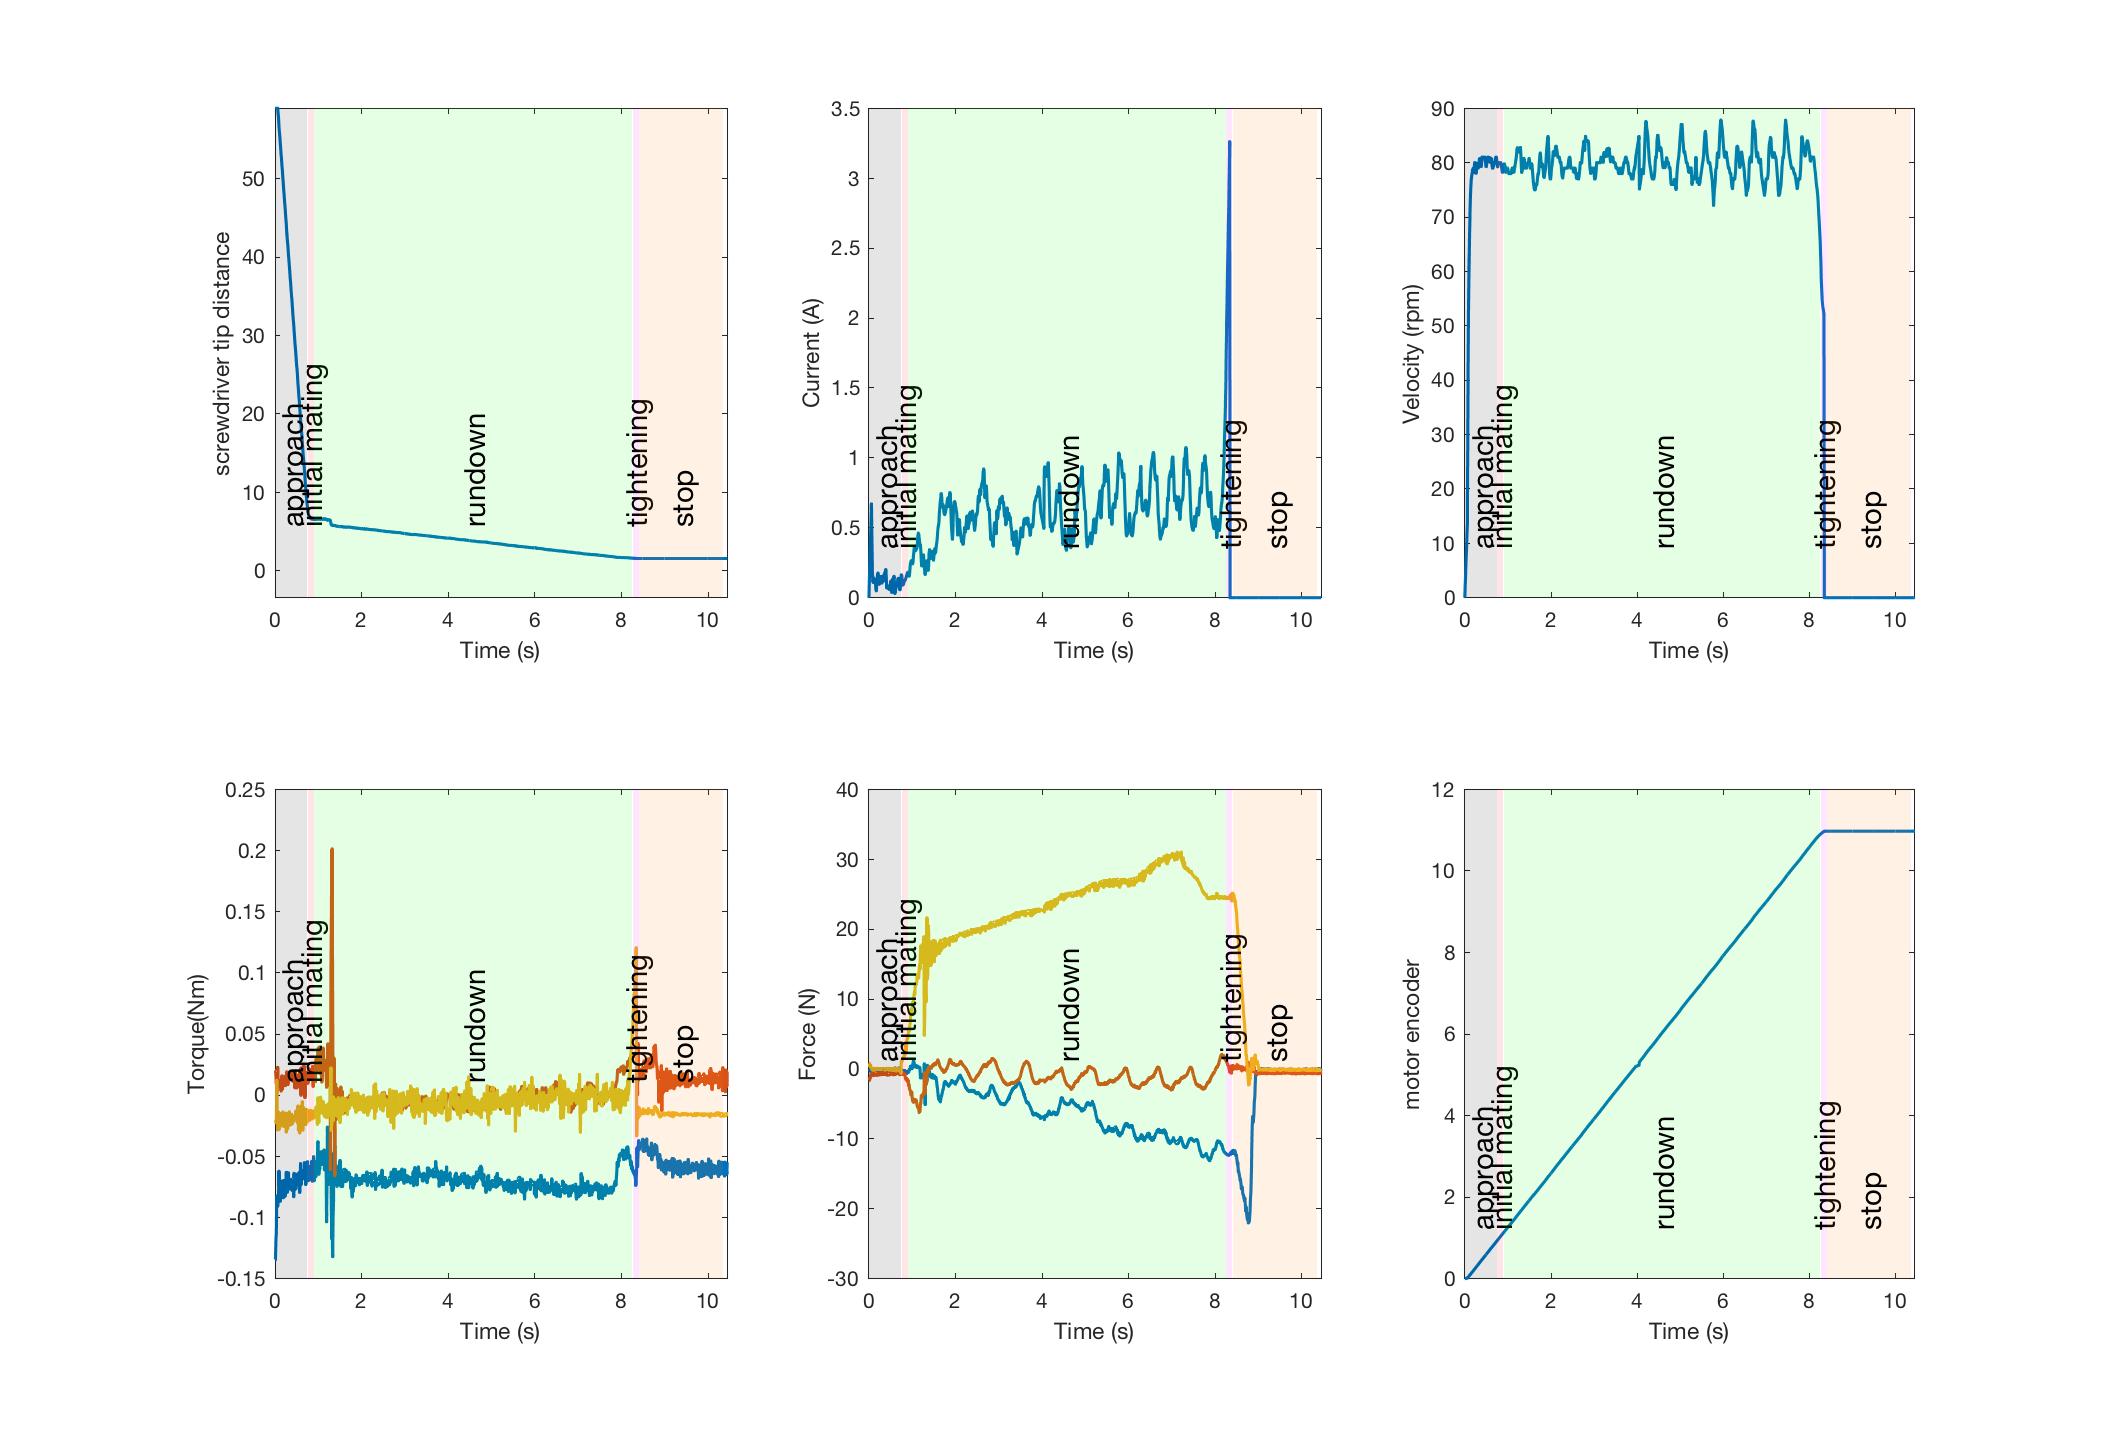 screwdriver tip distance
50
40
30
20
10
0
approach
initial mating
rundown
tightening
stop
0 2 4 6 8 10
Time (s)
Current (A)
3.5
3
2.5
2
1.5
1
0.5
0
approach
initial mating
rundown
tightening
stop
0 2 4 6 8 10
Time (s)
Velocity (rpm)
90
80
70
60
50
40
30
20
10
0
approach
initial mating
rundown
tightening
stop
0 2 4 6 8 10
Time (s)
Torque(Nm)
0.25
0.2
0.15
0.1
0.05
0
-0.05
-0.1
-0.15
approach
initial mating
rundown
tightening
stop
0 2 4 6 8 10
Time (s)
Force (N)
40
30
20
10
0
-10
-20
-30
approach
initial mating
rundown
tightening
stop
0 2 4 6 8 10
Time (s)
motor encoder
12
10
8
6
4
2
0
approach
initial mating
rundown
tightening
stop
0 2 4 6 8 10
Time (s)